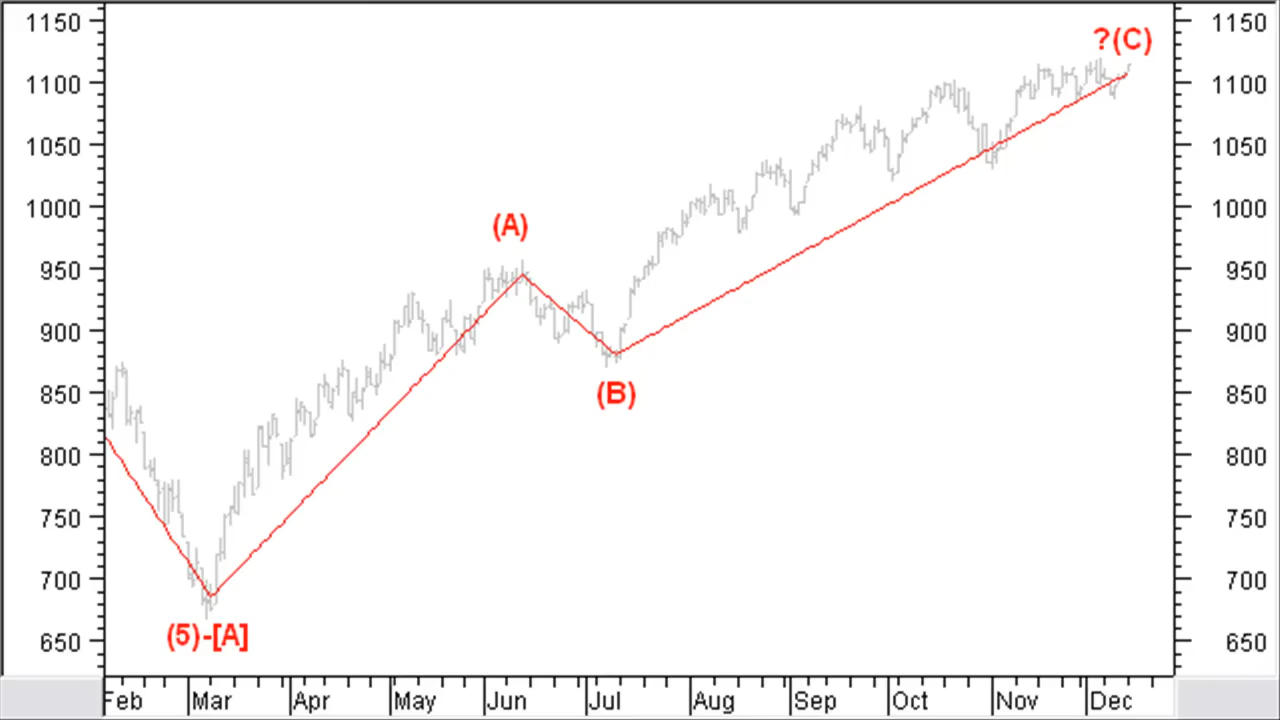 1150 1150
?(C)
1100 1100
1050 1050
1000 1000
(A)
950 950
900 900
850 850
(B)
800 800
750 750
700 700
(5)-[A]
650 650
Feb Mar Apr May Jun Jul Aug Sep Oct Nov Dec